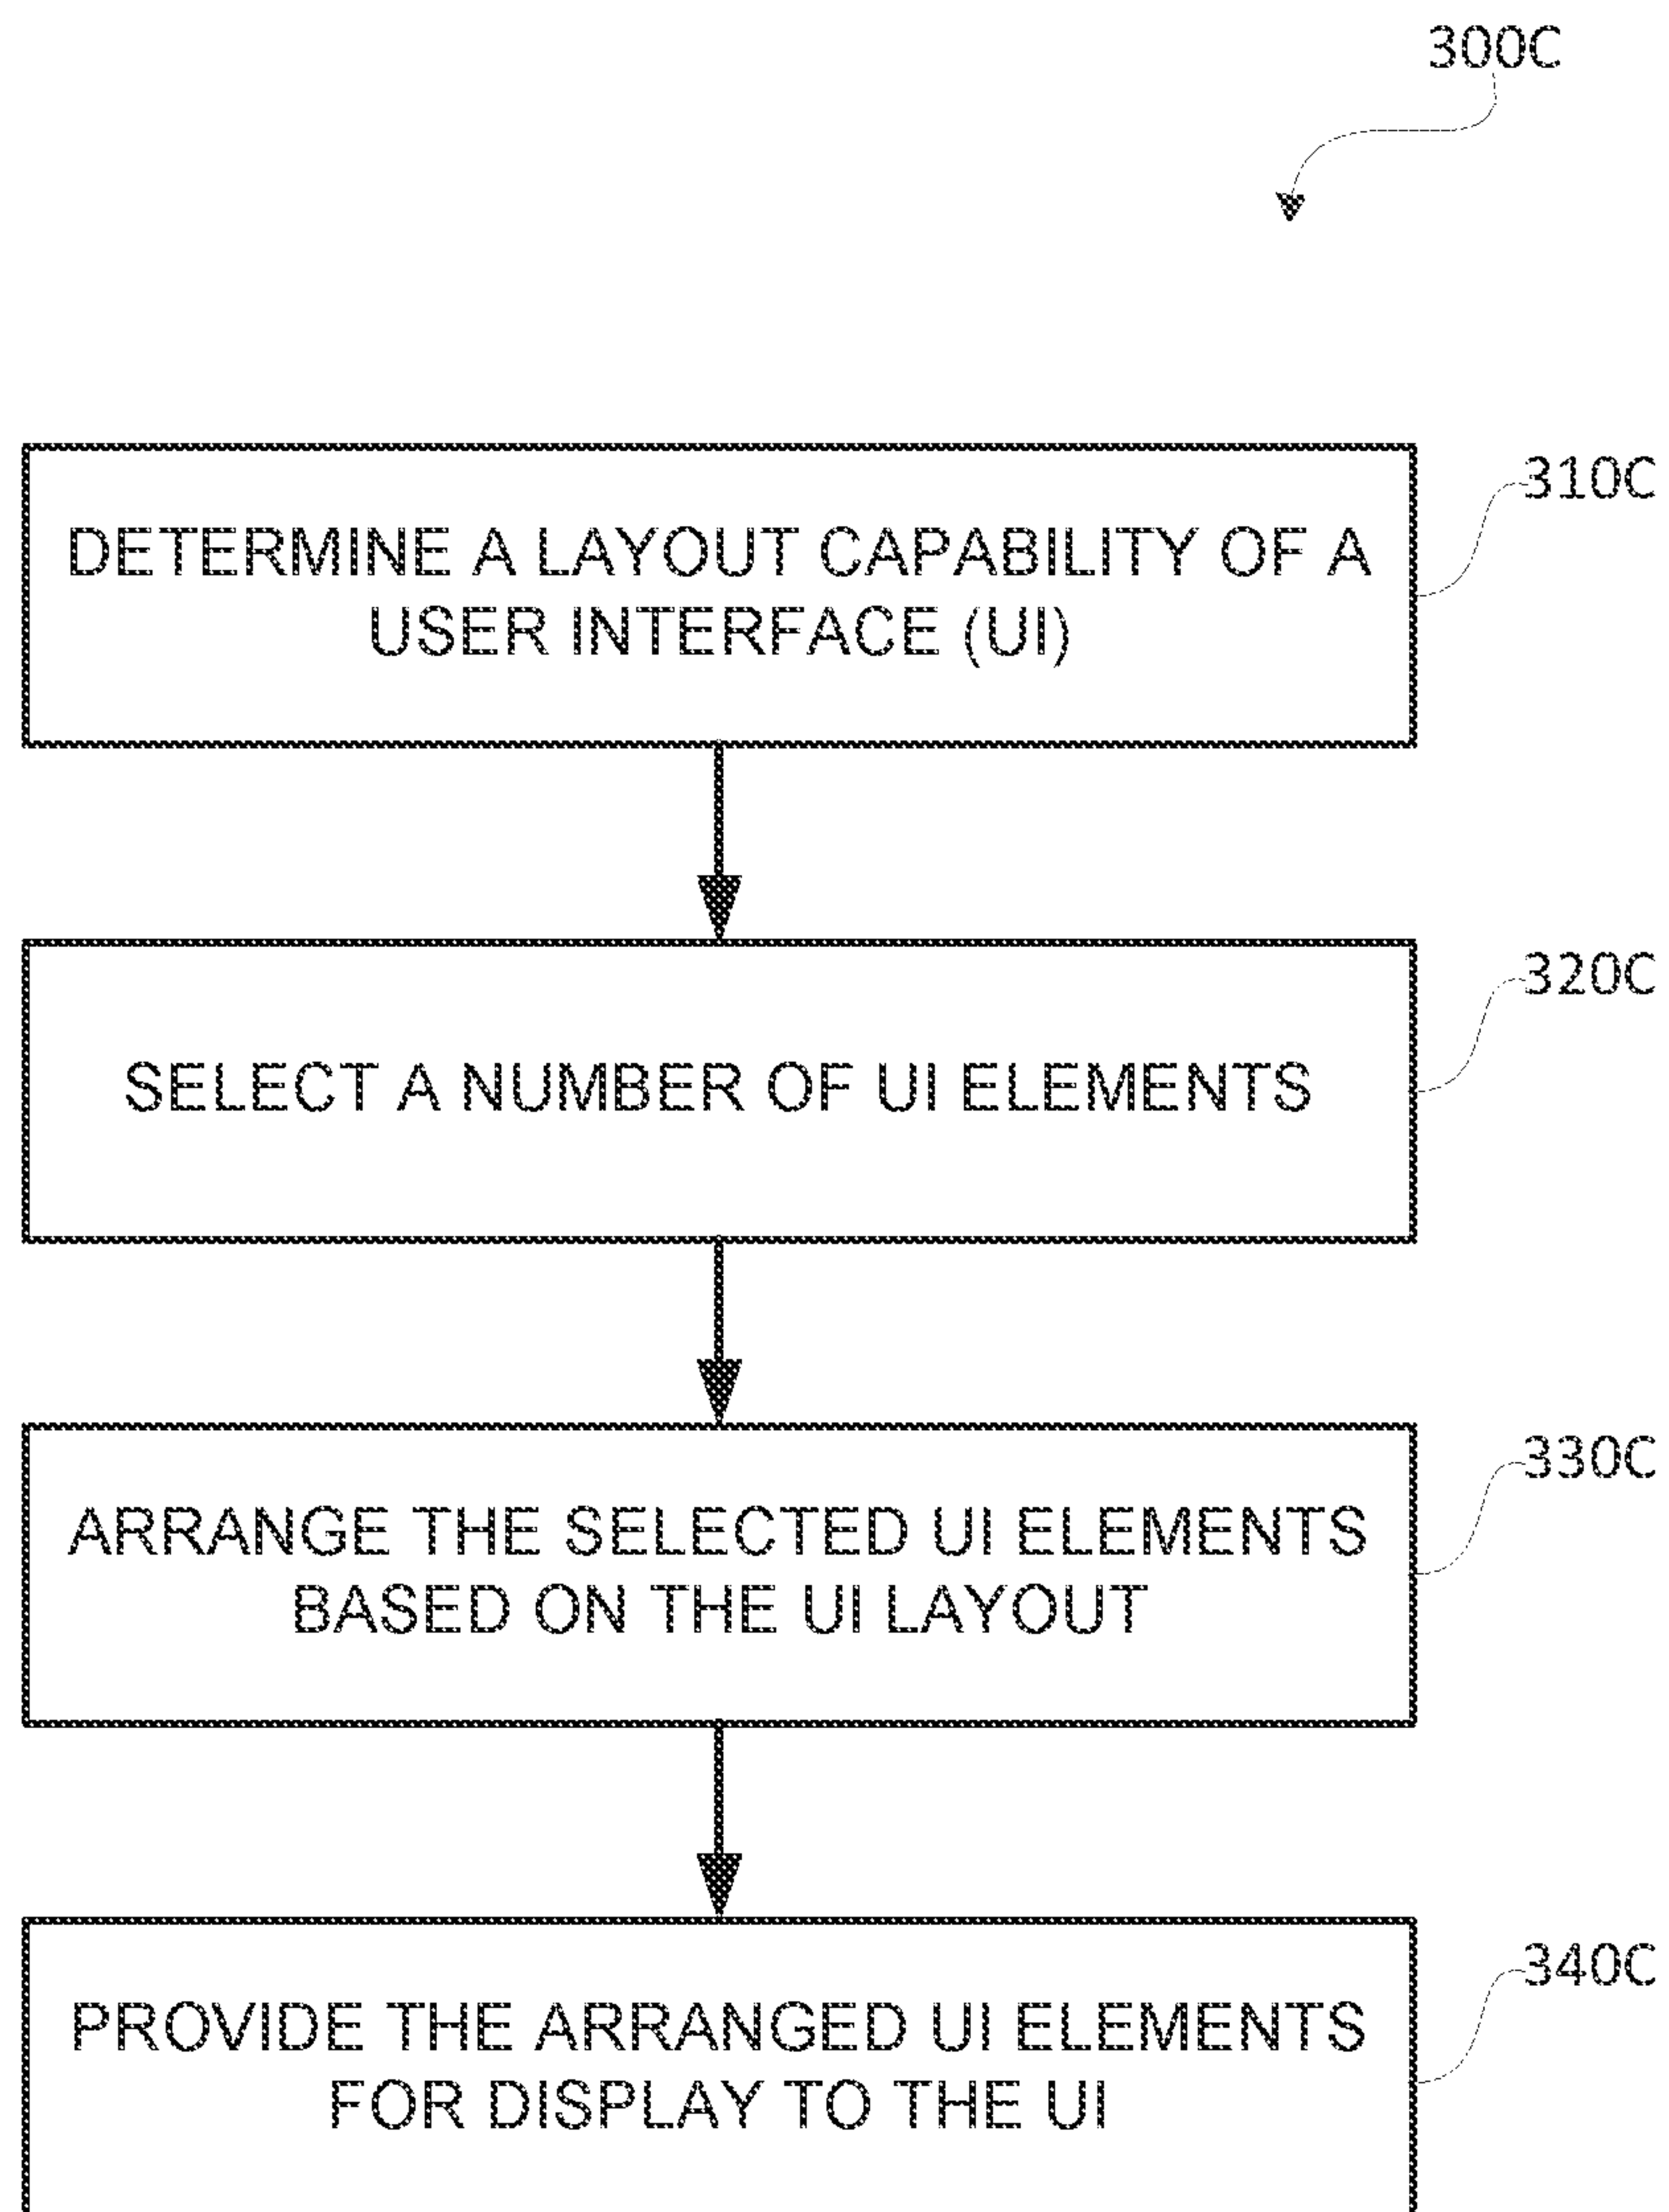 300C
310C
DETERMINE A LAYOUT CAPABILITY OF A
USER INTERFACE (UI)
320C
SELECT A NUMBER OF UI ELEMENTS
330C
ARRANGE THE SELECTED UI ELEMENTS
BASED ON THE UI LAYOUT
340C
PROVIDE THE ARRANGED UI ELEMENTS
FOR DISPLAY TO THE UI